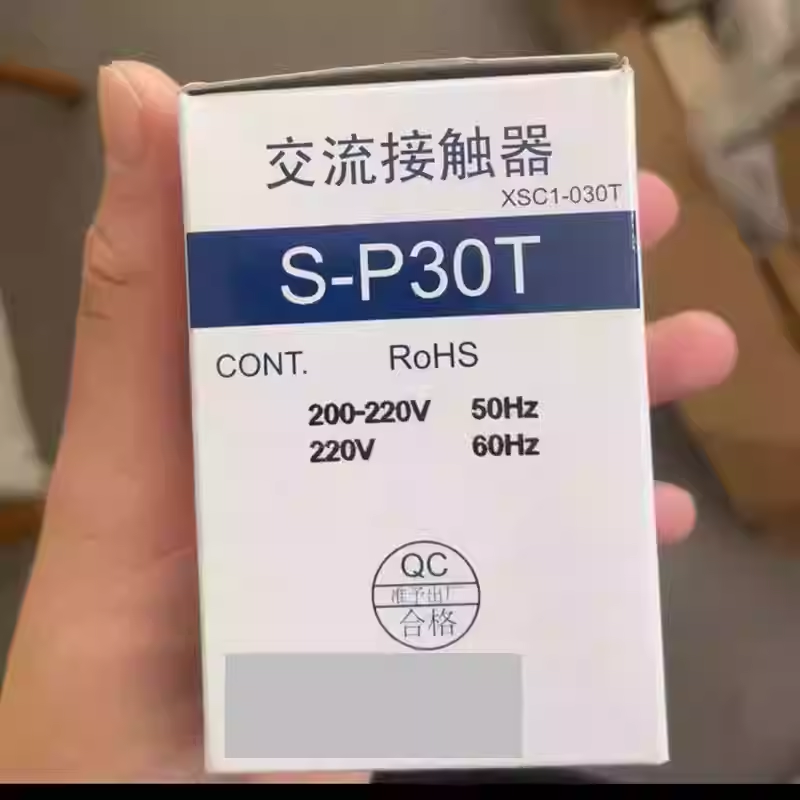 交流接触器
XSC1-030T
S-P30T
CONT. RoHS
200-220V 50Hz
220V 60Hz
QC
准予出厂
合格